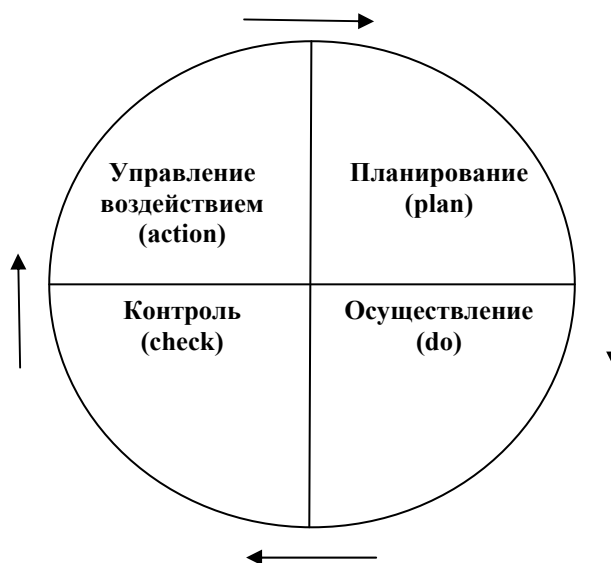 Управление
воздействием
(action)
Планирование
(plan)
Контроль
(check)
Осуществление
(do)